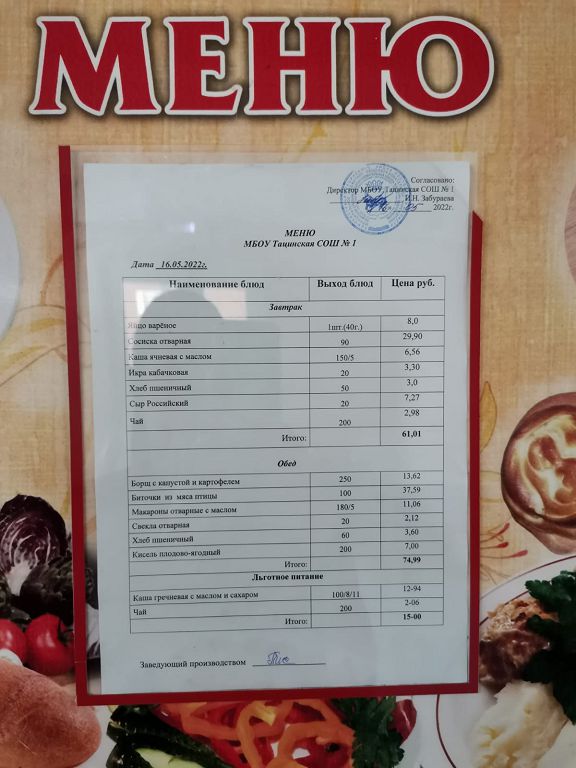 МЕНЮ
Согласовано:
Директор МБОУ Тацинская СОШ № 1
И.Н. Забураева
05 2022г.
МЕНЮ
МБОУ Тацинская СОШ № 1
Дата 16.05.2022г.
Наименование блюд Выход блюд Цена руб.
Завтрак
Яйцо варёное 1шт.(40г.) 8,0
Сосиска отварная 90 29,90
Каша ячневая с маслом 150/5 6,56
Икра кабачковая 20 3,30
Хлеб пшеничный 50 3,0
Сыр Российский 20 7,27
Чай 200 2,98
Итого: 61,01
Обед
Борщ с капустой и картофелем 250 13,62
Биточки из мяса птицы 100 37,59
Макароны отварные с маслом 180/5 11,06
Свекла отварная 20 2,12
Хлеб пшеничный 60 3,60
Кисель плодово-ягодный 200 7,00
Итого: 74,99
Льготное питание
Каша гречневая с маслом и сахаром 100/8/11 12-94
Чай 200 2-06
Итого: 15-00
Заведующий производством